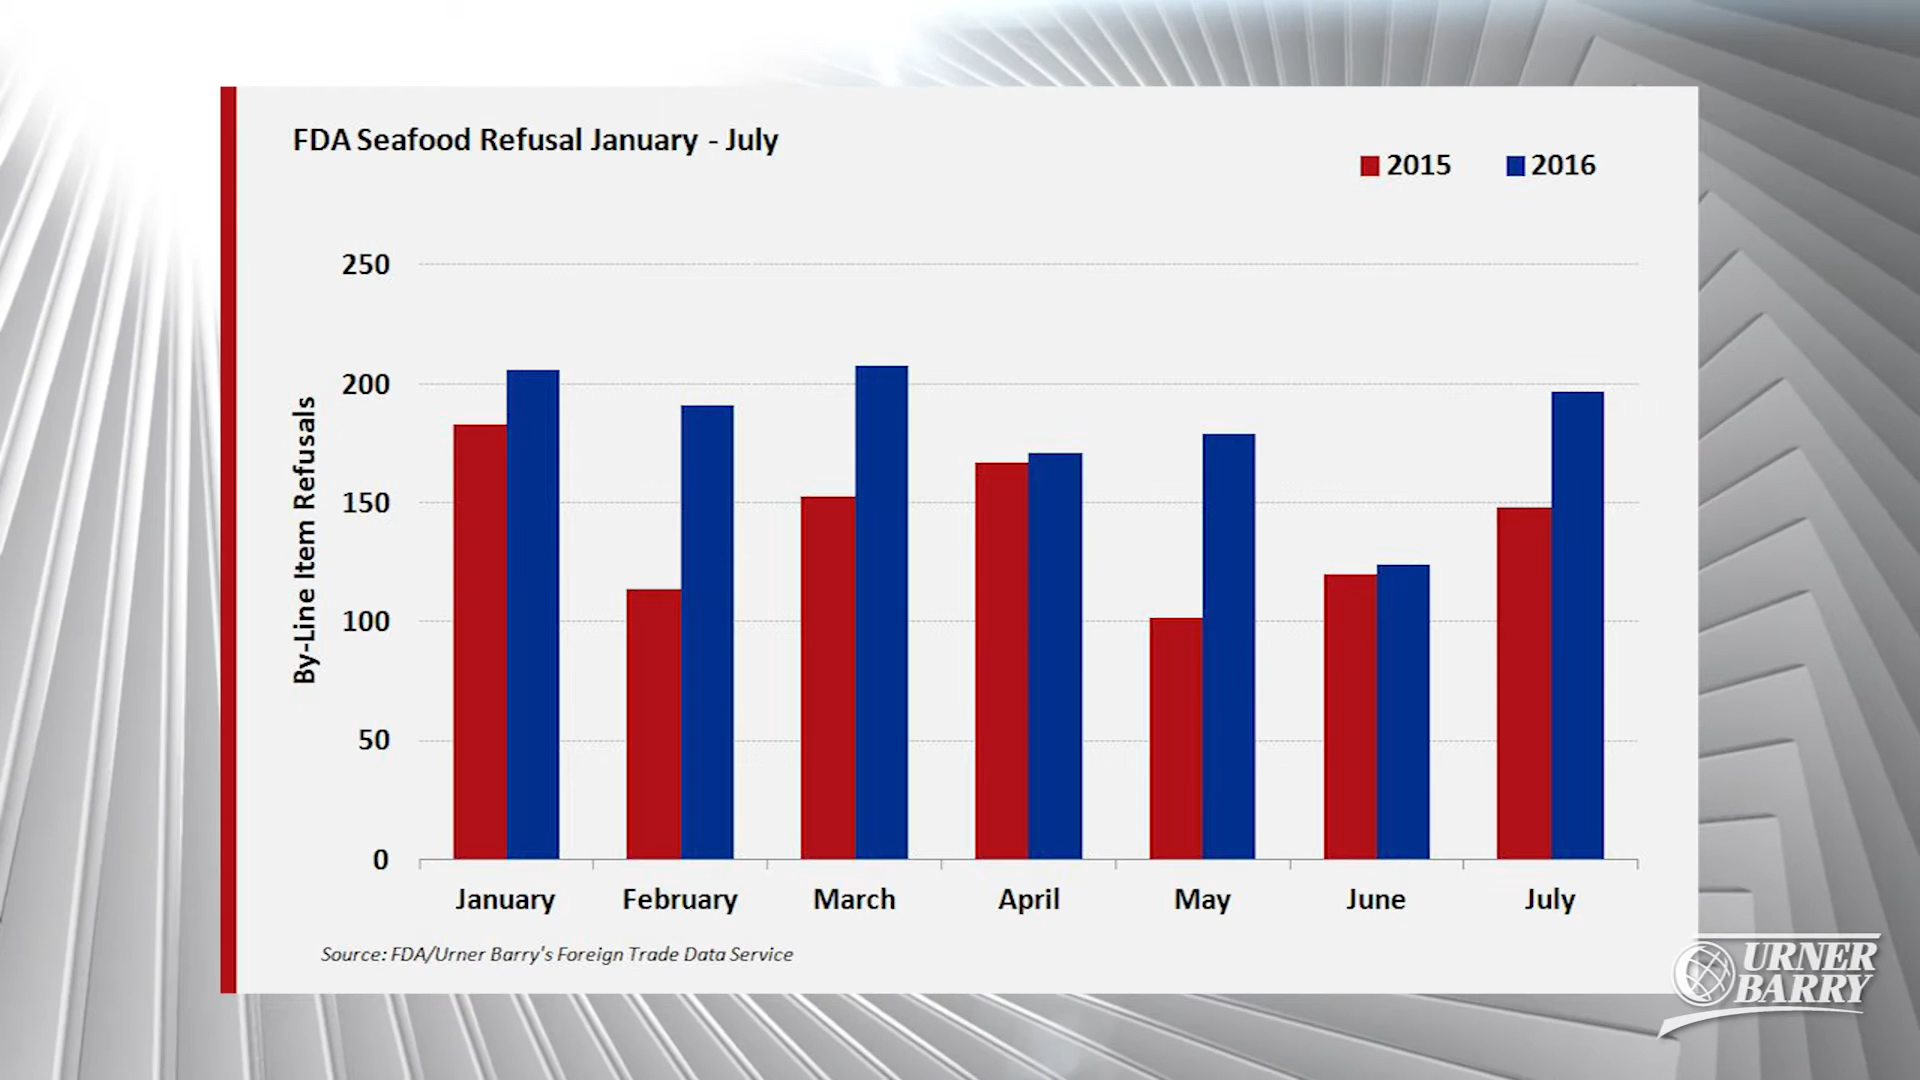 FDA Seafood Refusal January - July
2015
2016
By-Line Item Refusals
250
200
150
100
50
0
January
February
March
April
May
June
July
Source: FDA/Urner Barry's Foreign Trade Data Service
URNER
BARRY